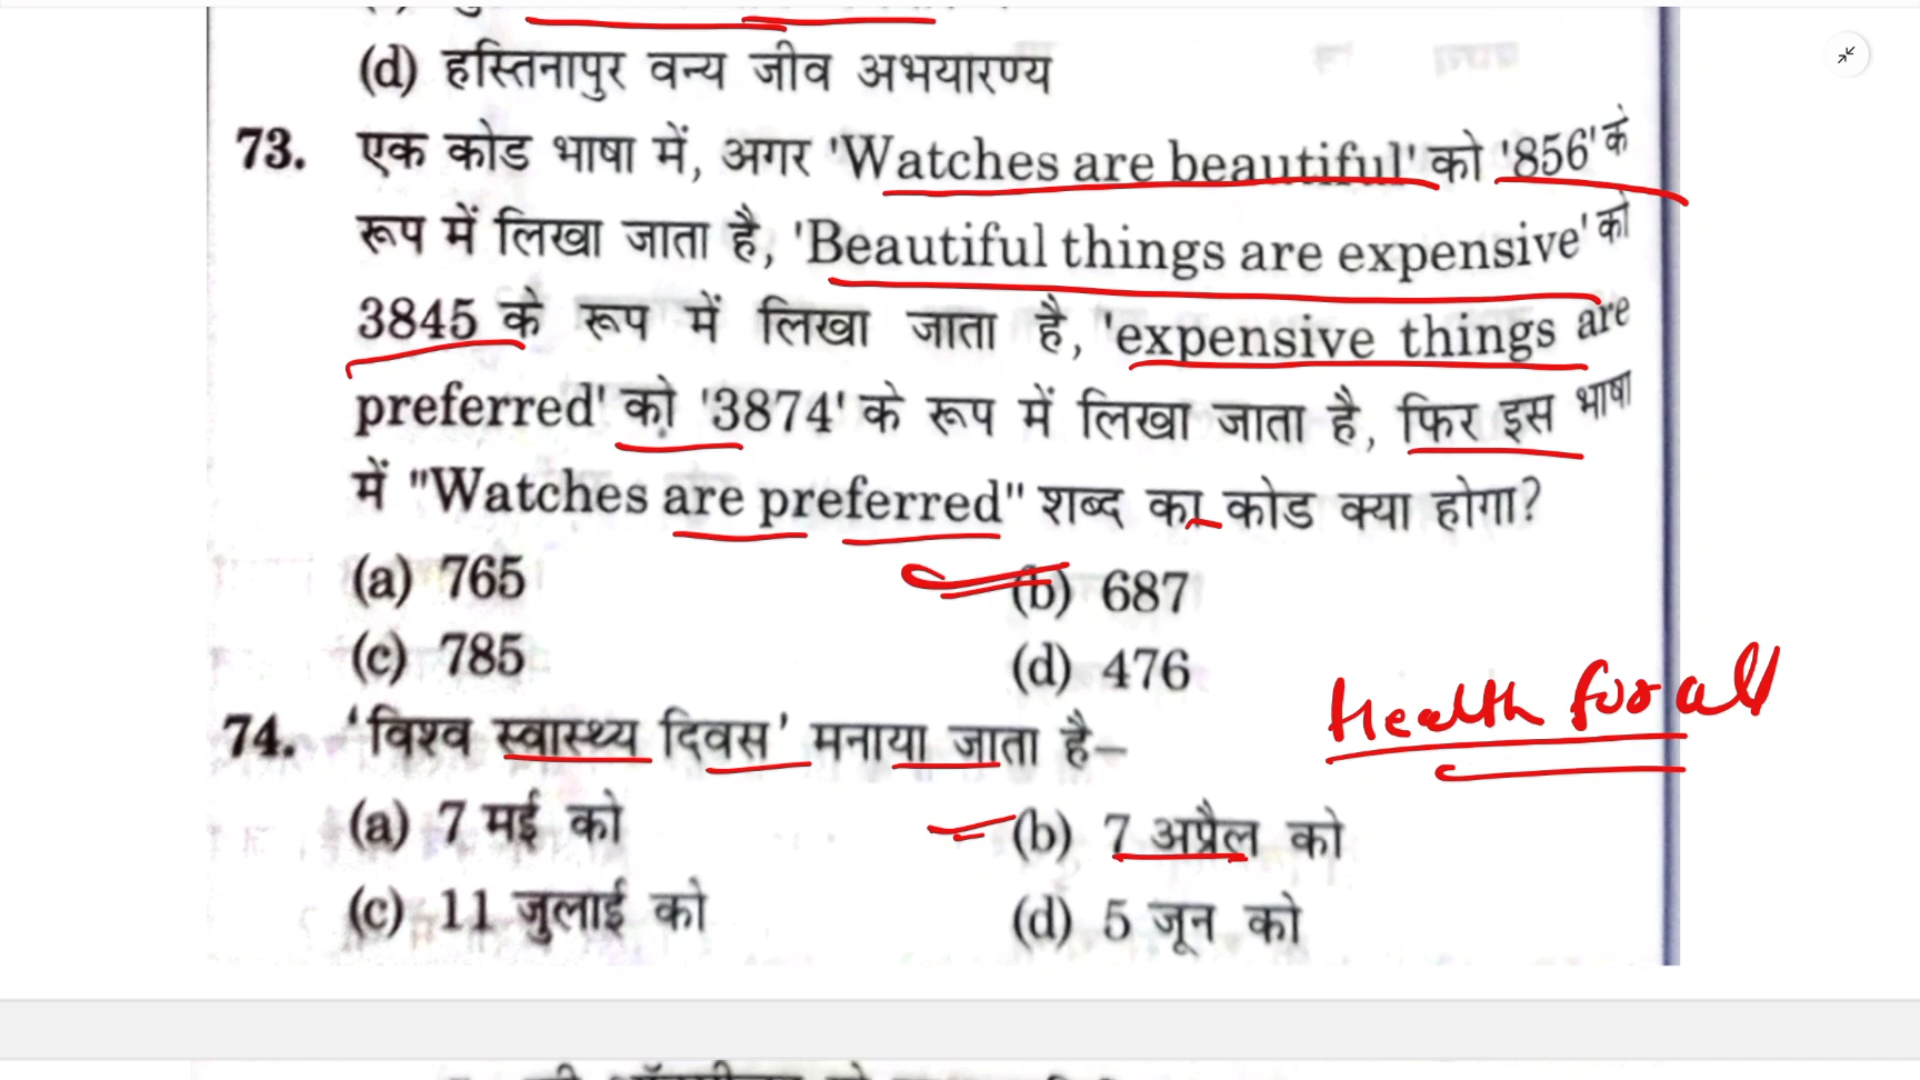 (d) हस्तिनापुर वन्य जीव अभयारण्य
73. एक कोड भाषा में, अगर 'Watches are beautiful' को '856' के
रूप में लिखा जाता है, 'Beautiful things are expensive' को
3845 के रूप में लिखा जाता है, 'expensive things are
preferred' को '3874' के रूप में लिखा जाता है, फिर इस भाषा
में "Watches are preferred" शब्द का कोड क्या होगा?
(a) 765 (b) 687
(c) 785 (d) 476
Health for all
74. 'विश्व स्वास्थ्य दिवस' मनाया जाता है–
(a) 7 मई को (b) 7 अप्रैल को
(c) 11 जुलाई को (d) 5 जून को